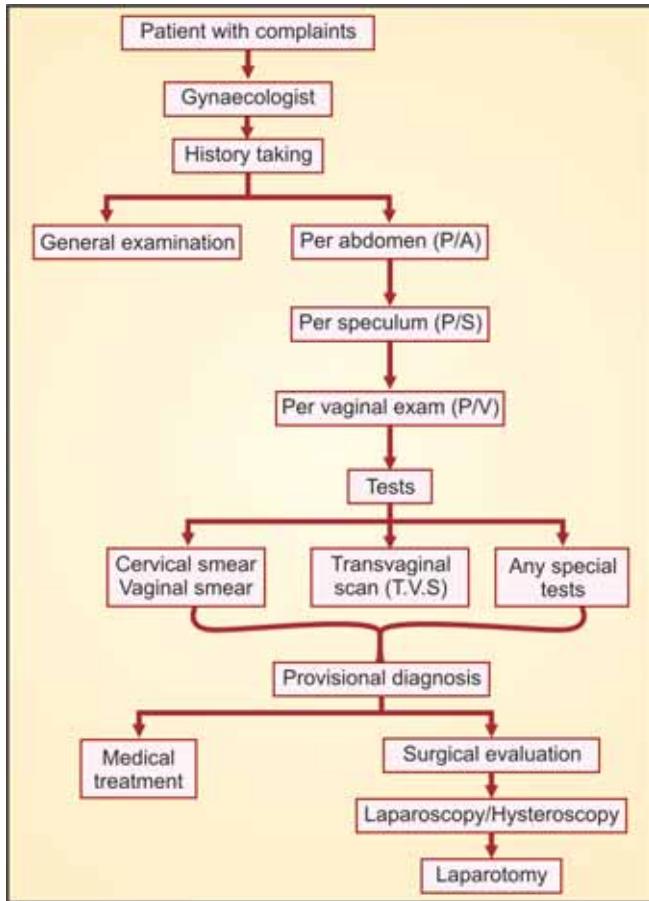 Patient with complaints
Gynaecologist
History taking
General examination
Per abdomen (P/A)
Per speculum (P/S)
Per vaginal exam (P/V)
Tests
Cervical smear
Vaginal smear
Transvaginal
scan (T.V.S)
Any special
tests
Provisional diagnosis
Medical
treatment
Surgical evaluation
Laparoscopy/Hysteroscopy
Laparotomy